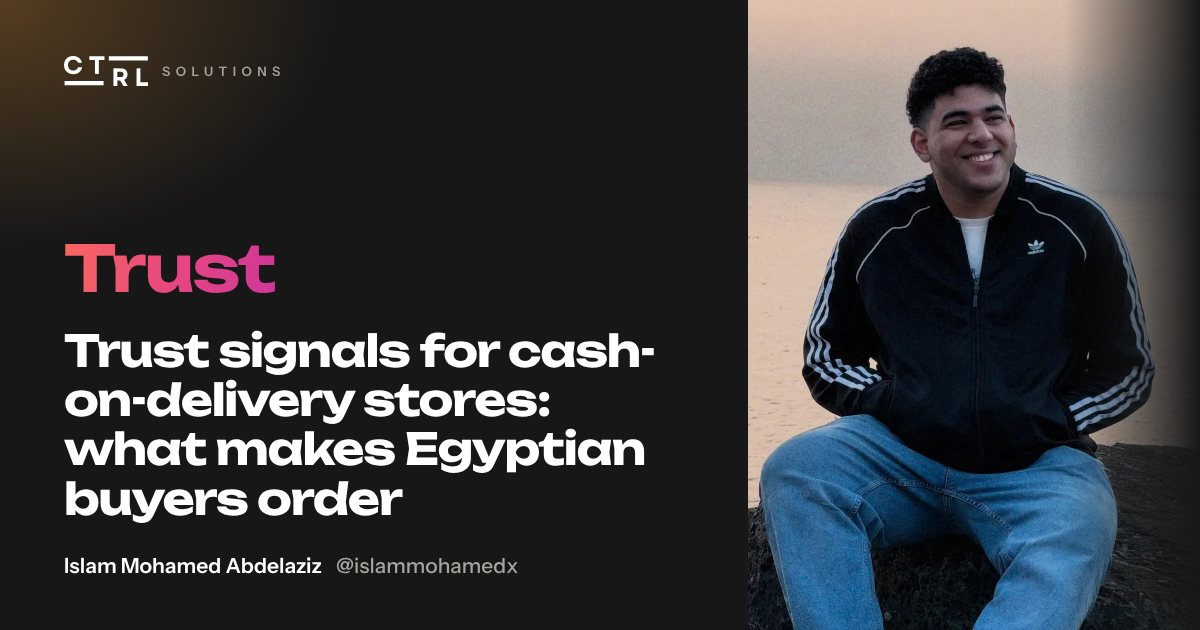 CTRL SOLUTIONS
Trust
Trust signals for cash-
on-delivery stores:
what makes Egyptian
buyers order
Islam Mohamed Abdelaziz @islammohamedx
adidas